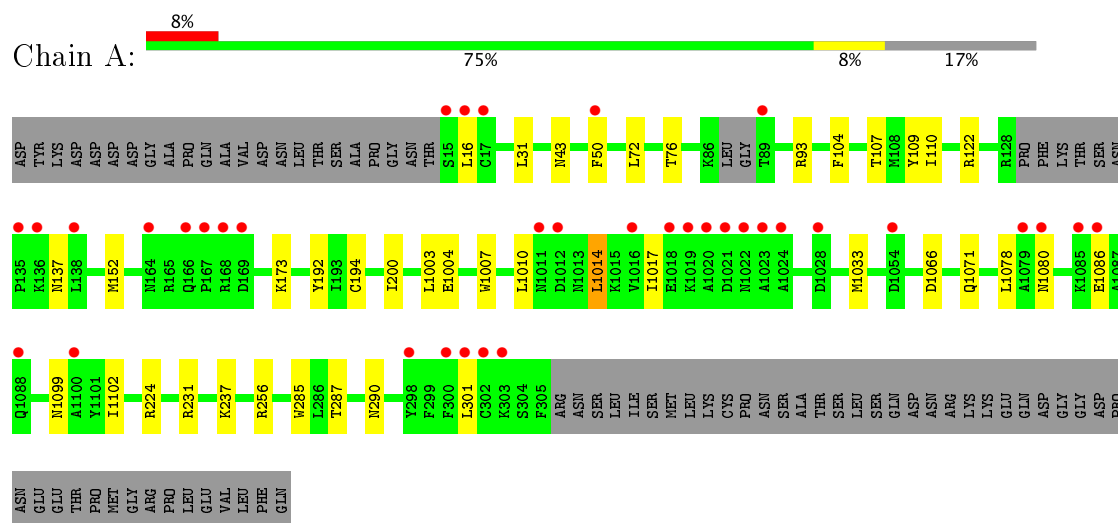 8%
Chain A:
75% 8% 17%
ASP TYR LYS ASP ASP ASP ASP GLY ALA PRO GLN ALA VAL ASP ASN LEU THR SER ALA PRO GLY ASN THR S15 L16 C17 L31 N43 F50 L72 T76 K86 LEU GLY T89 R93 F104 T107 M108 Y109 I110 R122 R128 PRO PHE LYS THR SER ASN
P135 K136 N137 L138 M152 N164 R165 Q166 P167 R168 D169 K173 Y192 I193 C194 I200 L1003 E1004 W1007 L1010 N1011 D1012 N1013 L1014 K1015 V1016 I1017 E1018 K1019 A1020 D1021 N1022 A1023 A1024 D1028 M1033 D1054 D1066 Q1071 L1078 A1079 N1080 K1085 E1086 A1087
Q1088 N1099 A1100 Y1101 I1102 R224 R231 K237 R256 W285 L286 T287 N290 Y298 F299 F300 L301 C302 K303 S304 F305 ARG ASN SER LEU ILE SER MET LEU LYS CYS PRO ASN SER ALA THR SER LEU SER GLN ASP ASN ARG LYS LYS GLU GLN ASP GLY GLY ASP PRO
ASN GLU GLU THR PRO MET GLY ARG PRO LEU GLU VAL LEU PHE GLN